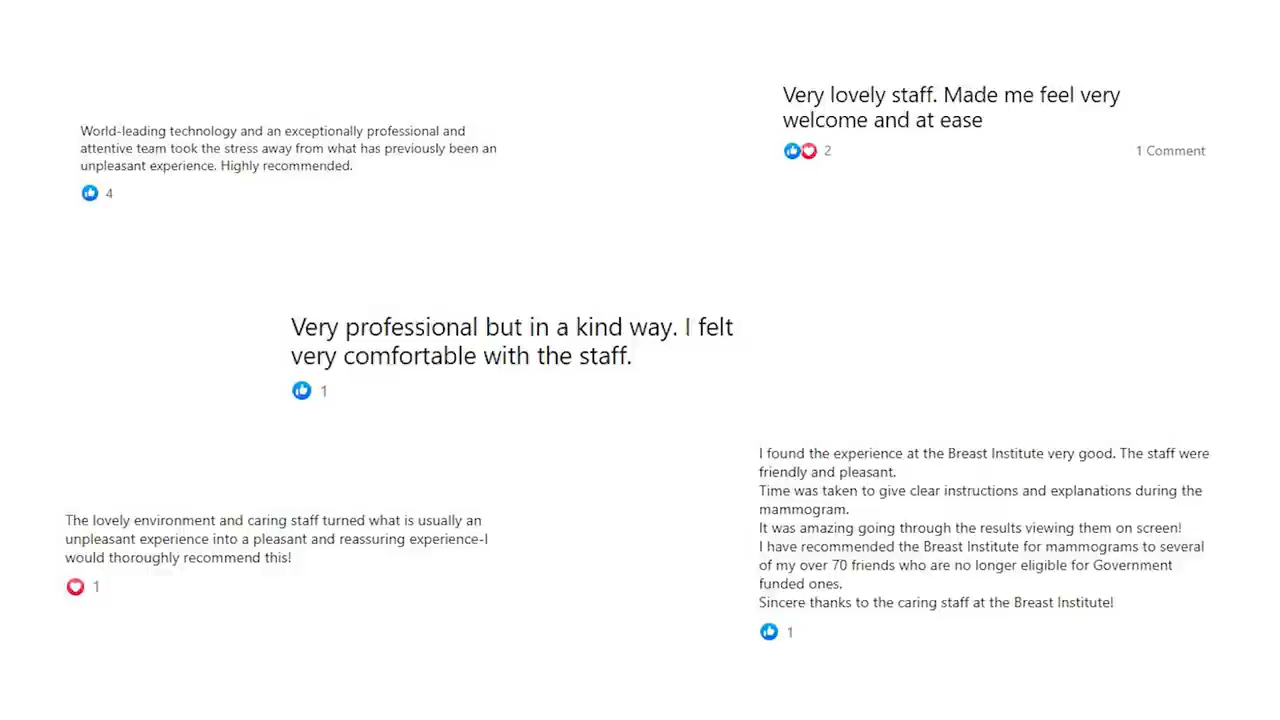 World-leading technology and an exceptionally professional and
attentive team took the stress away from what has previously been an
unpleasant experience. Highly recommended.
4
Very lovely staff. Made me feel very
welcome and at ease
2
1 Comment
Very professional but in a kind way. I felt
very comfortable with the staff.
1
The lovely environment and caring staff turned what is usually an
unpleasant experience into a pleasant and reassuring experience-I
would thoroughly recommend this!
1
I found the experience at the Breast Institute very good. The staff were
friendly and pleasant.
Time was taken to give clear instructions and explanations during the
mammogram.
It was amazing going through the results viewing them on screen!
I have recommended the Breast Institute for mammograms to several
of my over 70 friends who are no longer eligible for Government
funded ones.
Sincere thanks to the caring staff at the Breast Institute!
1